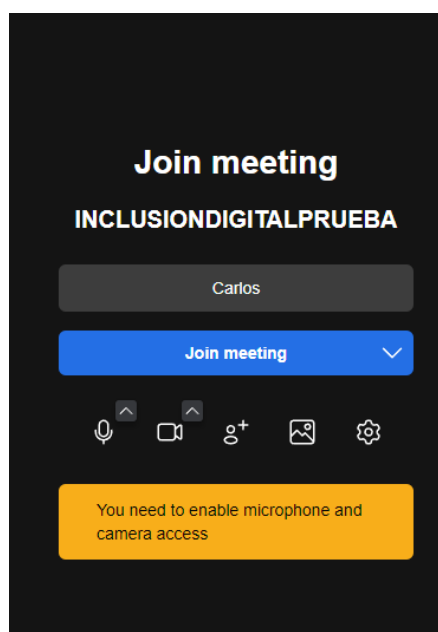 Join meeting
INCLUSIONDIGITALPRUEBA
Carlos
Join meeting
You need to enable microphone and
camera access